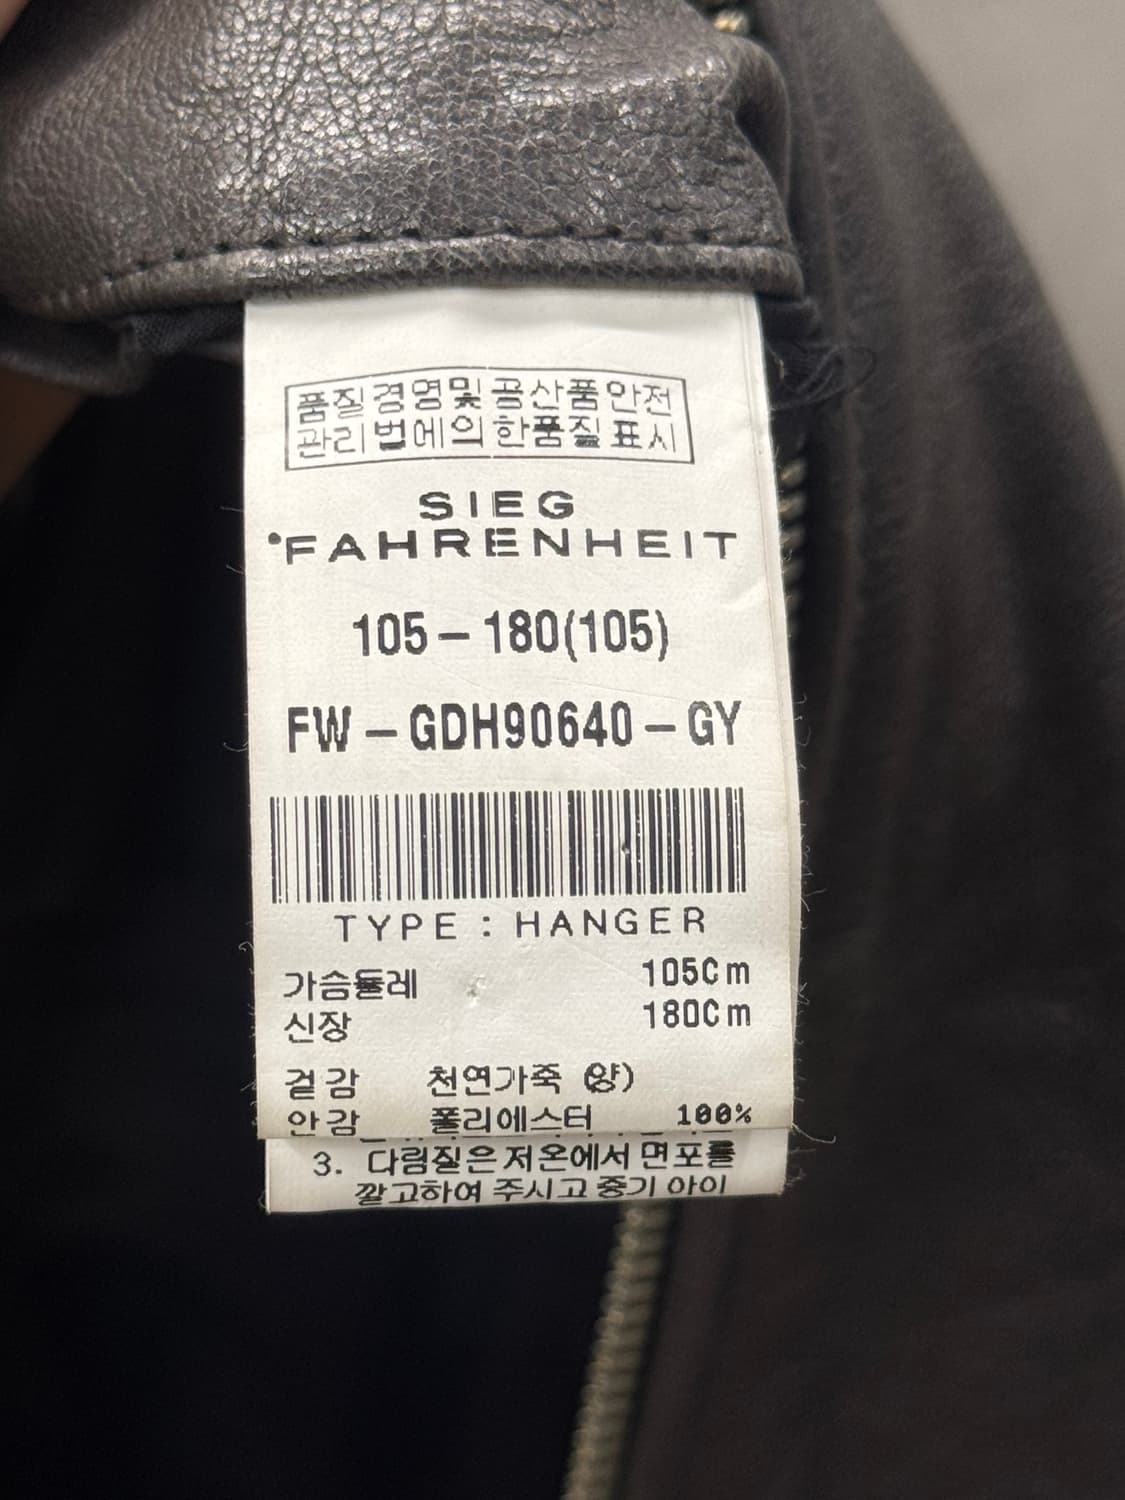 품질경영및공산품안전
관리법에의한품질표시
SIEG
°FAHRENHEIT
105-180(105)
FW-GDH90640-GY
TYPE : HANGER
가슴둘레 105Cm
신장 180Cm
겉감 천연가죽 (양)
안감 폴리에스터 100%
3. 다림질은저온에서면포를
깔고하여 주시고 증기 아이